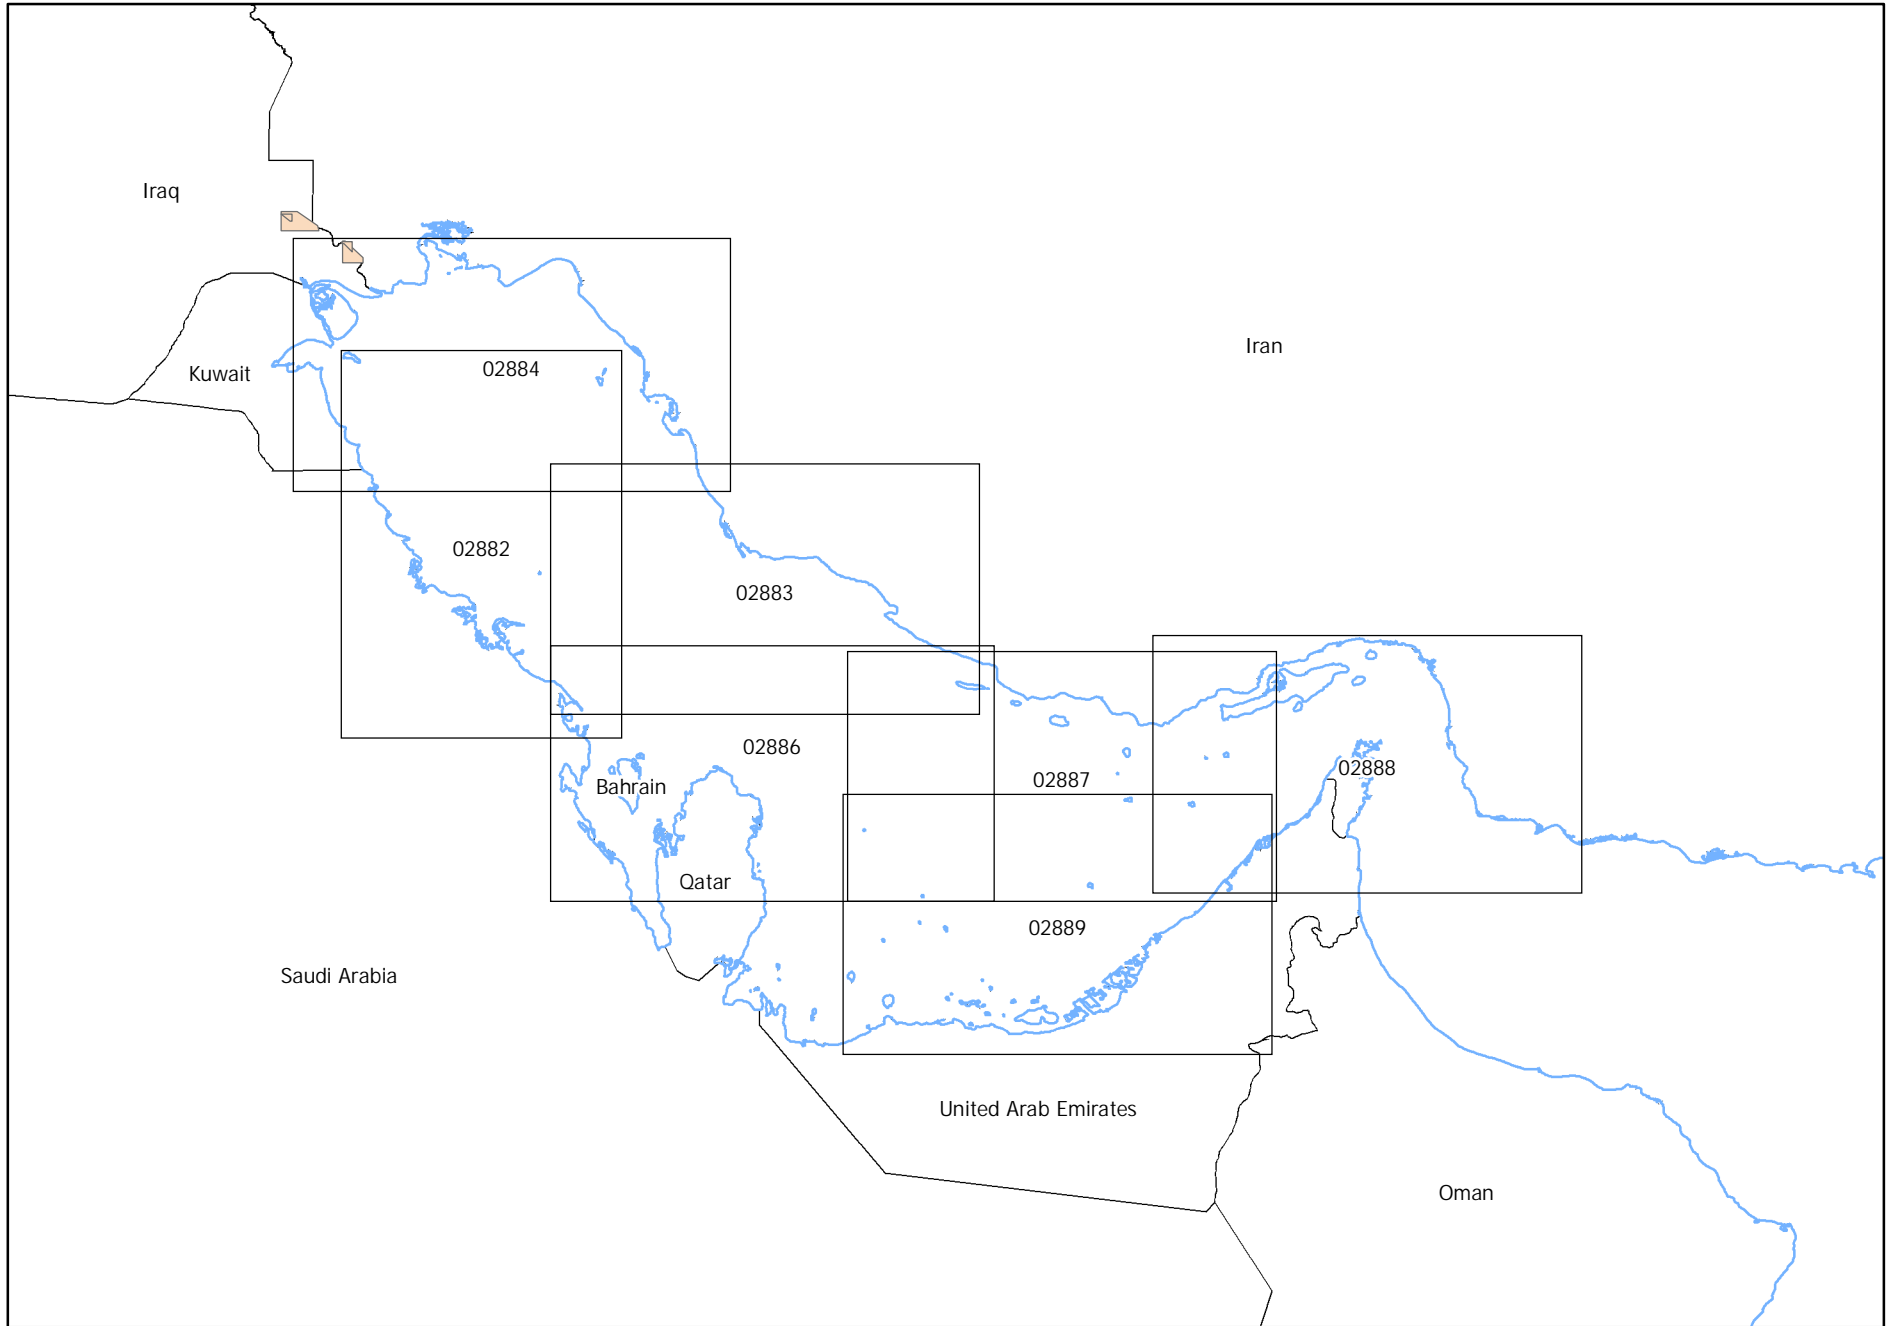 Iraq
Iran
Kuwait
02884
02882
02883
02886
02888
02887
Bahrain
Qatar
02889
Saudi Arabia
United Arab Emirates
Oman